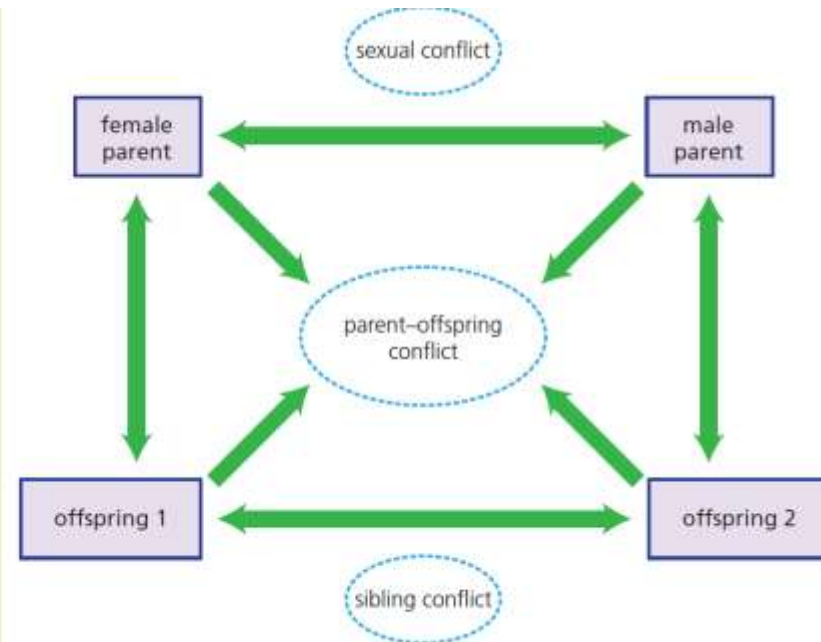 sexual conflict
female
parent
male
parent
parent–offspring
conflict
offspring 1
offspring 2
sibling conflict